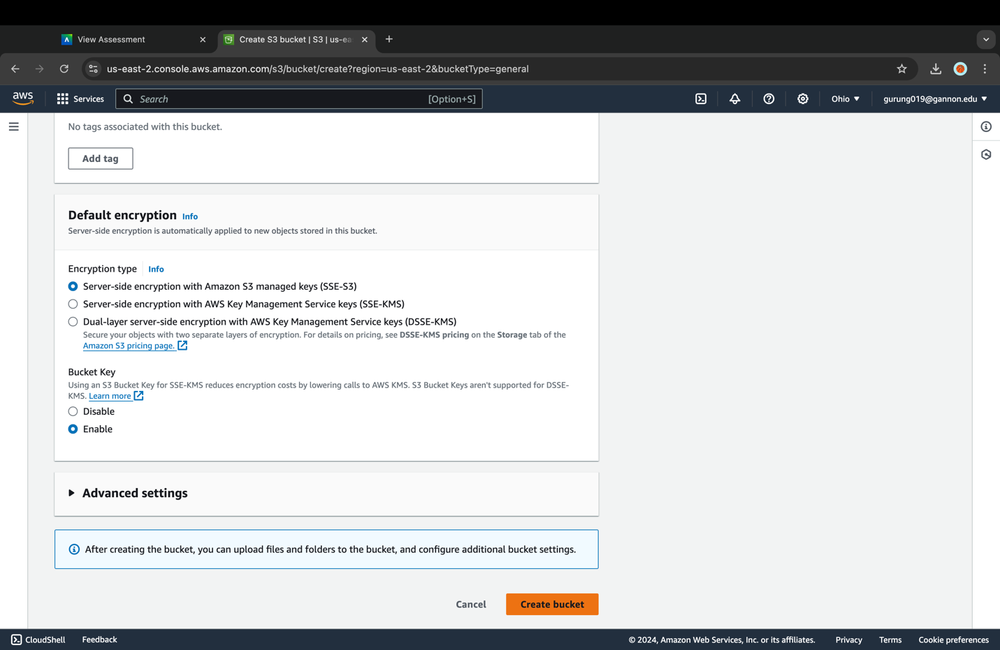 View Assessment
Create S3 bucket | S3 | us-ea
us-east-2.console.aws.amazon.com/s3/bucket/create?region=us-east-2&bucketType=general
aws
Services
Search
[Option+S]
Ohio
gurung019@gannon.edu
No tags associated with this bucket.
Add tag
Default encryption Info
Server-side encryption is automatically applied to new objects stored in this bucket.
Encryption type Info
Server-side encryption with Amazon S3 managed keys (SSE-S3)
Server-side encryption with AWS Key Management Service keys (SSE-KMS)
Dual-layer server-side encryption with AWS Key Management Service keys (DSSE-KMS)
Secure your objects with two separate layers of encryption. For details on pricing, see DSSE-KMS pricing on the Storage tab of the
Amazon S3 pricing page.
Bucket Key
Using an S3 Bucket Key for SSE-KMS reduces encryption costs by lowering calls to AWS KMS. S3 Bucket Keys aren't supported for DSSE-
KMS. Learn more
Disable
Enable
Advanced settings
After creating the bucket, you can upload files and folders to the bucket, and configure additional bucket settings.
Cancel
Create bucket
CloudShell
Feedback
© 2024, Amazon Web Services, Inc. or its affiliates.
Privacy
Terms
Cookie preferences